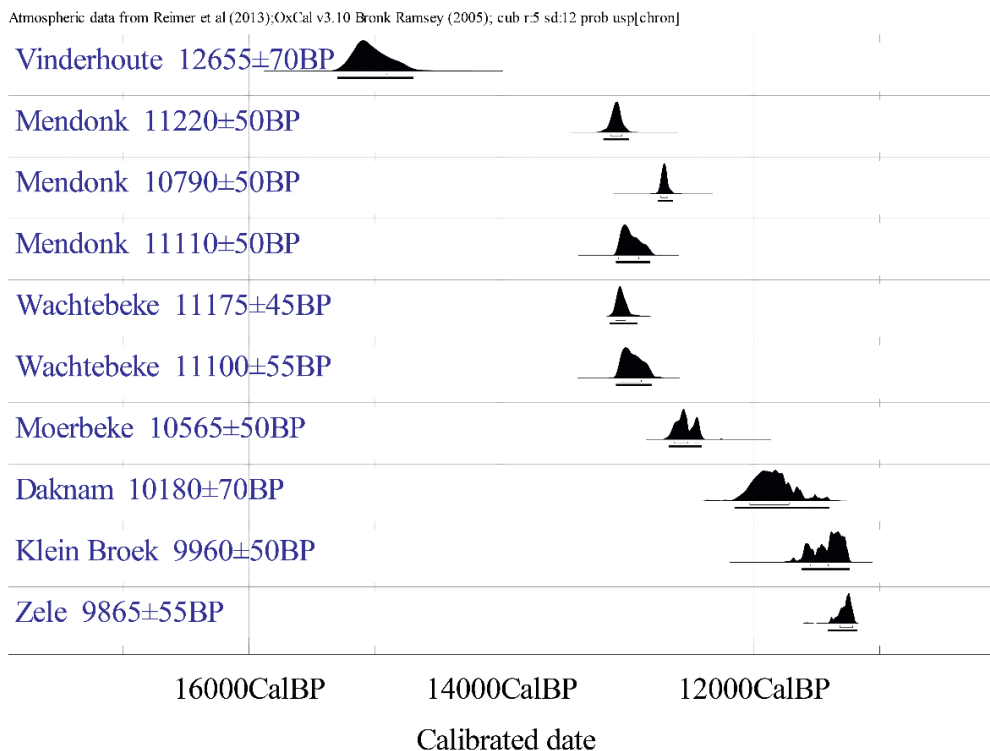 Atmospheric data from Reimer et al (2013);OxCal v3.10 Bronk Ramsey (2005); cub r:5 sd:12 prob usp[chron]
Vinderhoute 12655±70BP
Mendonk 11220±50BP
Mendonk 10790±50BP
Mendonk 11110±50BP
Wachtebeke 11175±45BP
Wachtebeke 11100±55BP
Moerbeke 10565±50BP
Daknam 10180±70BP
Klein Broek 9960±50BP
Zele 9865±55BP
16000CalBP 14000CalBP 12000CalBP
Calibrated date